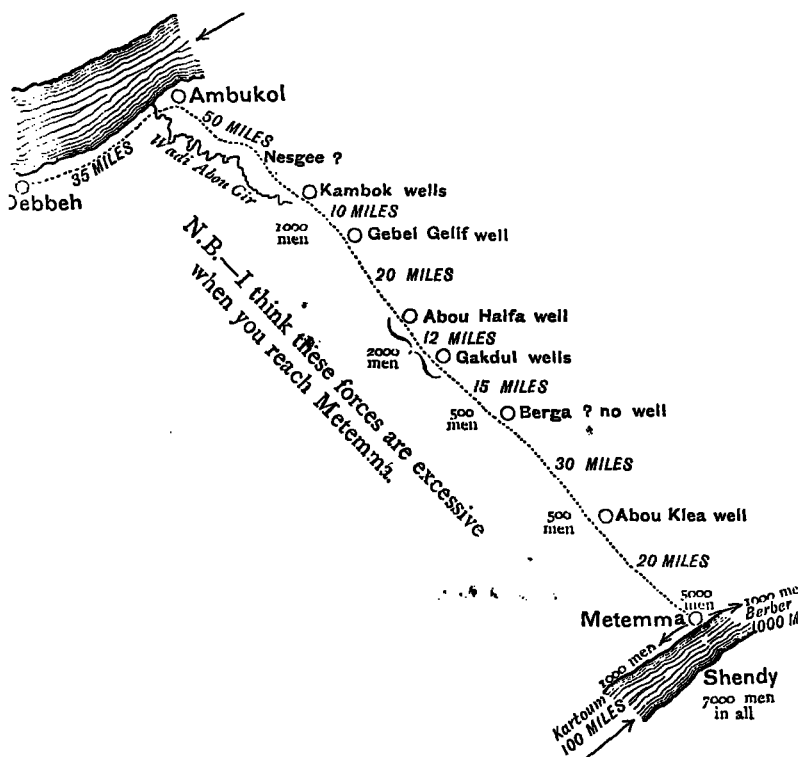 Ambukol
50 MILES
Nesgee ?
35 MILES
Wadi Abou Gir
ebbeh
Kambok wells
10 MILES
1000
men
Gebel Gelif well
N.B.—I think these forces are excessive
when you reach Metemma.
20 MILES
Abou Halfa well
12 MILES
2000
men
Gakdul wells
15 MILES
500
men
Berga ? no well
30 MILES
500
men
Abou Klea well
20 MILES
5000
men
Metemma
1000 me
Berber
1000 M
1000 men
Kartoum
100 MILES
Shendy
7000 men
in all